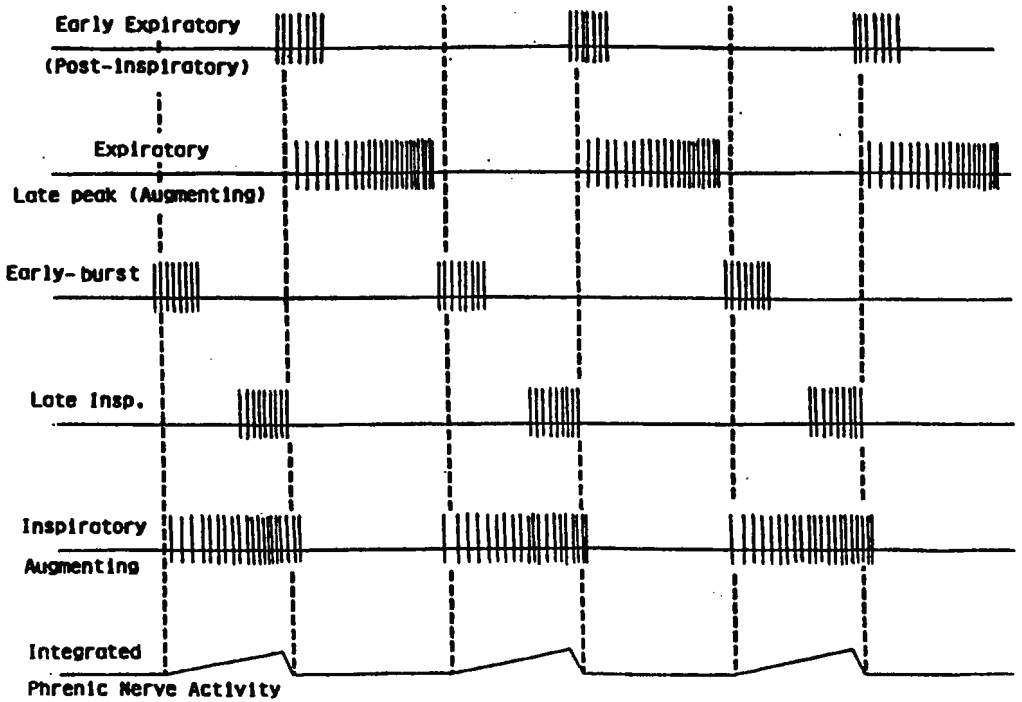 Early Expiratory
(Post-inspiratory)
Expiratory
Late peak (Augmenting)
Early-burst
Late insp.
Inspiratory
Augmenting
Integrated
Phrenic Nerve Activity